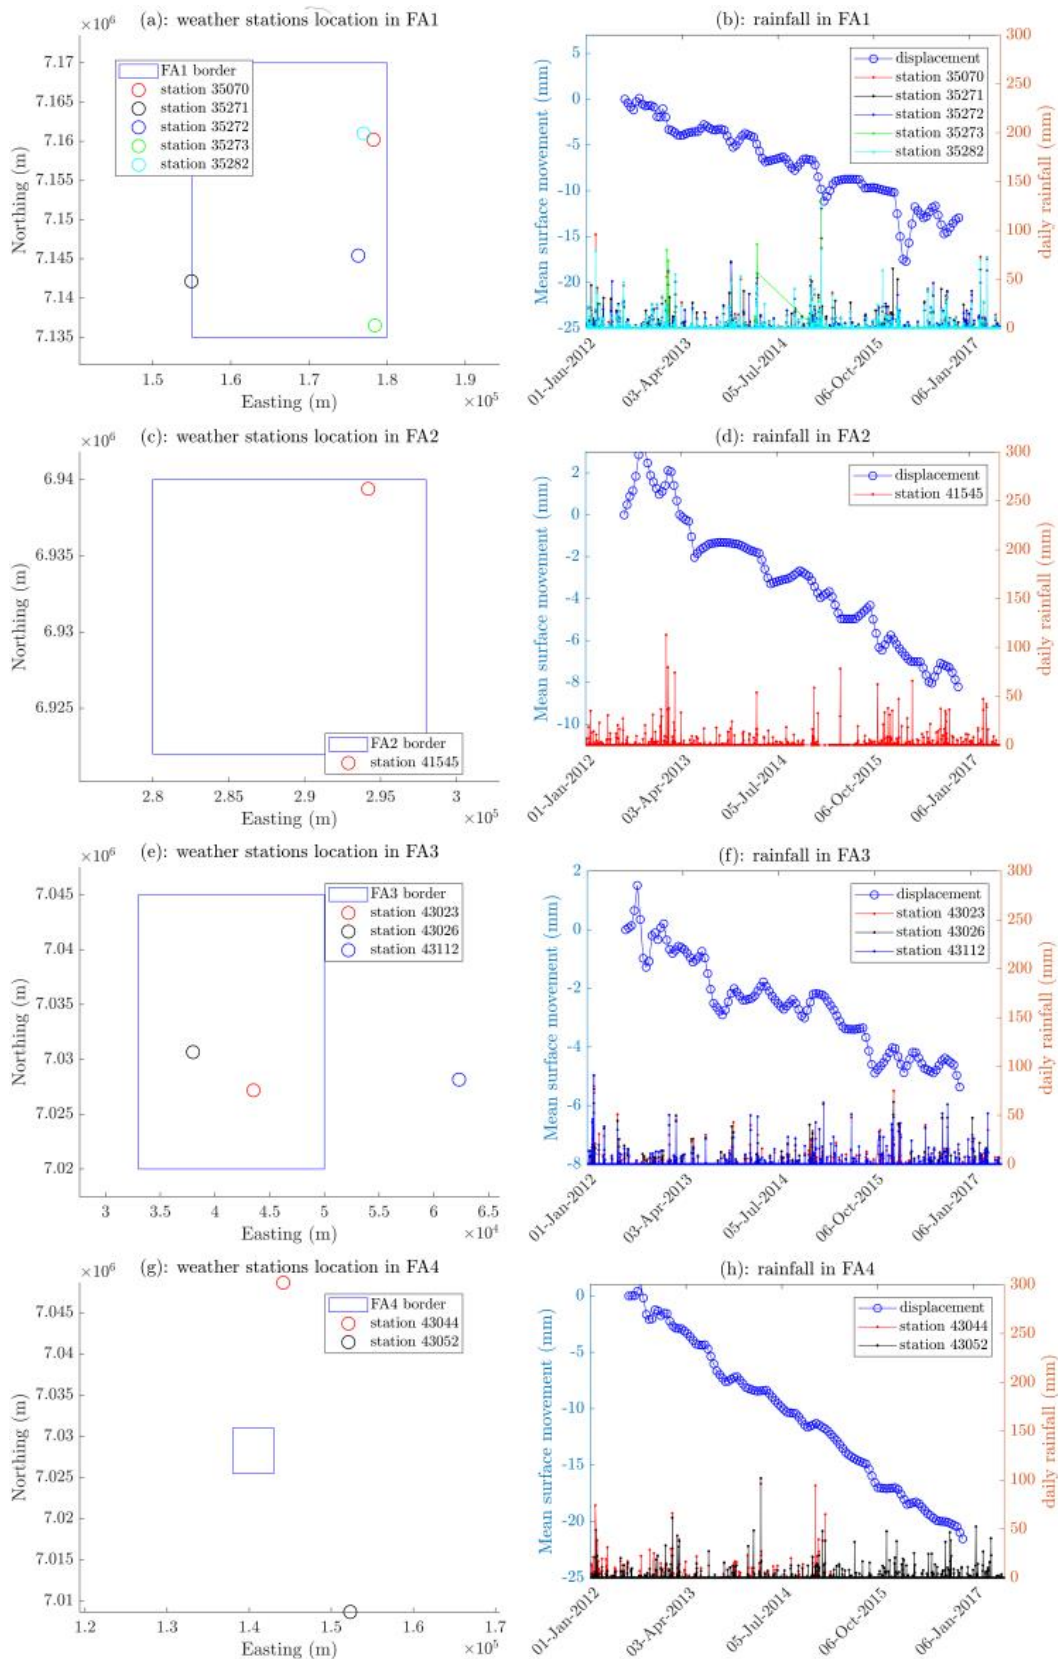 (a): weather stations location in FA1
×10⁶
7.17
7.165
7.16
7.155
7.15
7.145
7.14
7.135
Northing (m)
FA1 border
station 35070
station 35271
station 35272
station 35273
station 35282
1.5 1.6 1.7 1.8 1.9
Easting (m)
×10⁵
(b): rainfall in FA1
5
0
-5
-10
-15
-20
-25
Mean surface movement (mm)
displacement
station 35070
station 35271
station 35272
station 35273
station 35282
300
250
200
150
100
50
0
daily rainfall (mm)
01-Jan-2012 03-Apr-2013 05-Jul-2014 06-Oct-2015 06-Jan-2017
(c): weather stations location in FA2
×10⁶
6.94
6.935
6.93
6.925
Northing (m)
FA2 border
station 41545
2.8 2.85 2.9 2.95 3
Easting (m)
×10⁵
(d): rainfall in FA2
2
0
-2
-4
-6
-8
-10
Mean surface movement (mm)
displacement
station 41545
300
250
200
150
100
50
0
daily rainfall (mm)
01-Jan-2012 03-Apr-2013 05-Jul-2014 06-Oct-2015 06-Jan-2017
(e): weather stations location in FA3
×10⁶
7.045
7.04
7.035
7.03
7.025
7.02
Northing (m)
FA3 border
station 43023
station 43026
station 43112
3 3.5 4 4.5 5 5.5 6 6.5
Easting (m)
×10⁴
(f): rainfall in FA3
2
0
-2
-4
-6
-8
Mean surface movement (mm)
displacement
station 43023
station 43026
station 43112
300
250
200
150
100
50
0
daily rainfall (mm)
01-Jan-2012 03-Apr-2013 05-Jul-2014 06-Oct-2015 06-Jan-2017
(g): weather stations location in FA4
×10⁶
7.045
7.04
7.035
7.03
7.025
7.02
7.015
7.01
Northing (m)
FA4 border
station 43044
station 43052
1.2 1.3 1.4 1.5 1.6 1.7
Easting (m)
×10⁵
(h): rainfall in FA4
0
-5
-10
-15
-20
-25
Mean surface movement (mm)
displacement
station 43044
station 43052
300
250
200
150
100
50
0
daily rainfall (mm)
01-Jan-2012 03-Apr-2013 05-Jul-2014 06-Oct-2015 06-Jan-2017